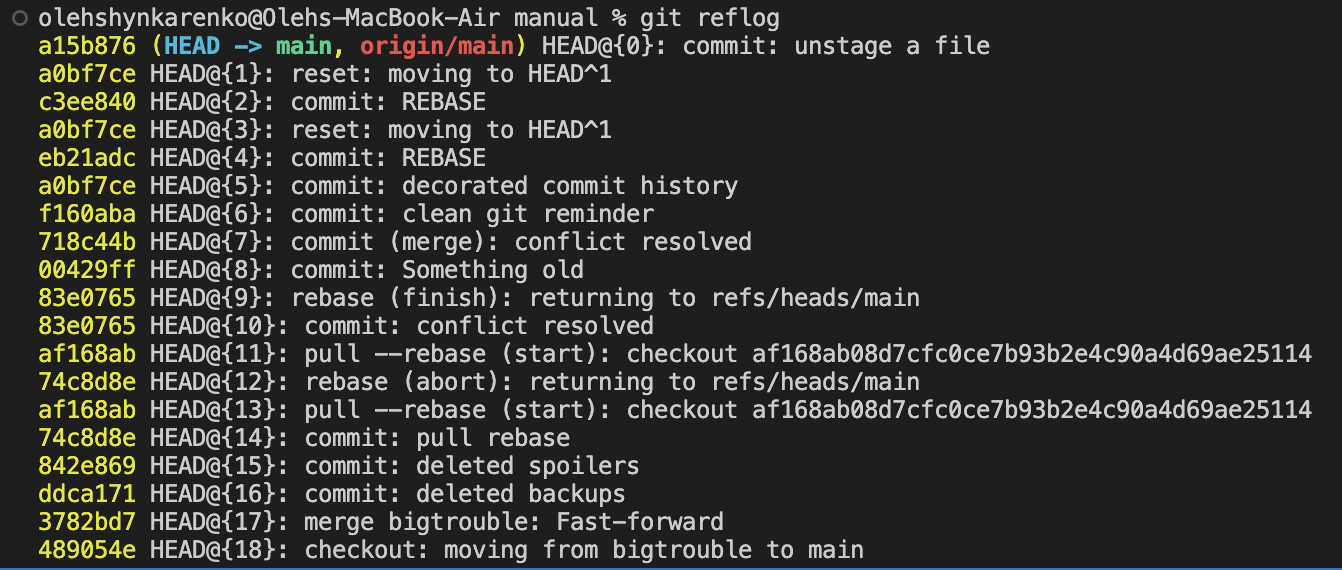 olehshynkarenko@Olehs-MacBook-Air manual % git reflog
a15b876 (HEAD -> main, origin/main) HEAD@{0}: commit: unstage a file
a0bf7ce HEAD@{1}: reset: moving to HEAD^1
c3ee840 HEAD@{2}: commit: REBASE
a0bf7ce HEAD@{3}: reset: moving to HEAD^1
eb21adc HEAD@{4}: commit: REBASE
a0bf7ce HEAD@{5}: commit: decorated commit history
f160aba HEAD@{6}: commit: clean git reminder
718c44b HEAD@{7}: commit (merge): conflict resolved
00429ff HEAD@{8}: commit: Something old
83e0765 HEAD@{9}: rebase (finish): returning to refs/heads/main
83e0765 HEAD@{10}: commit: conflict resolved
af168ab HEAD@{11}: pull --rebase (start): checkout af168ab08d7cfc0ce7b93b2e4c90a4d69ae25114
74c8d8e HEAD@{12}: rebase (abort): returning to refs/heads/main
af168ab HEAD@{13}: pull --rebase (start): checkout af168ab08d7cfc0ce7b93b2e4c90a4d69ae25114
74c8d8e HEAD@{14}: commit: pull rebase
842e869 HEAD@{15}: commit: deleted spoilers
ddca171 HEAD@{16}: commit: deleted backups
3782bd7 HEAD@{17}: merge bigtrouble: Fast-forward
489054e HEAD@{18}: checkout: moving from bigtrouble to main